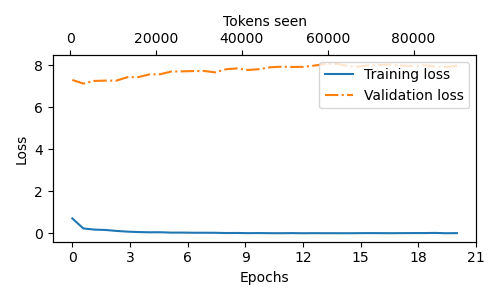 Tokens seen
0 20000 40000 60000 80000
8
6
4
2
0
Loss
Training loss
Validation loss
0 3 6 9 12 15 18 21
Epochs